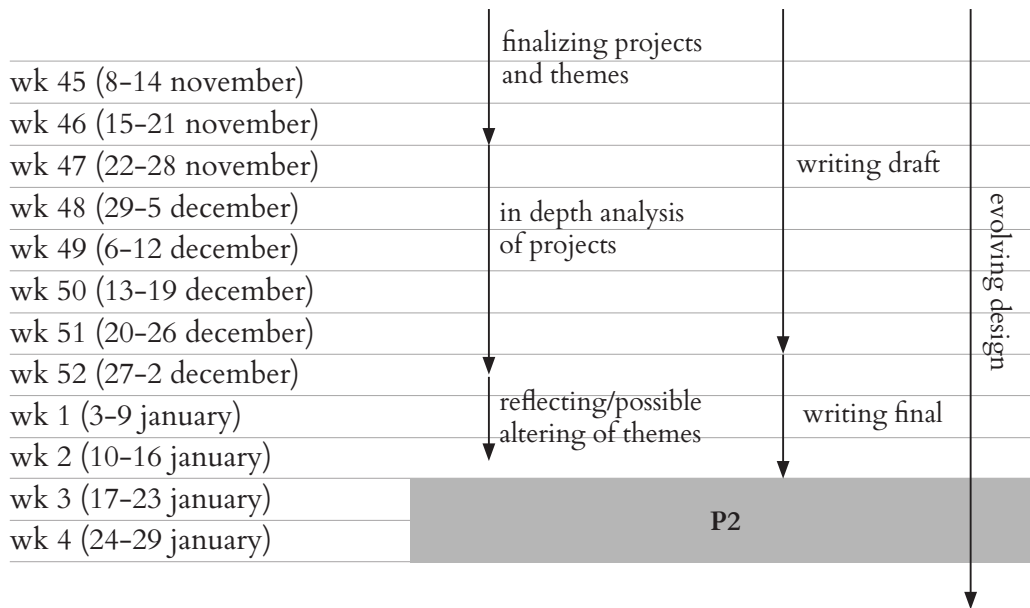 finalizing projects
and themes
wk 45 (8-14 november)
wk 46 (15-21 november)
wk 47 (22-28 november)
writing draft
wk 48 (29-5 december)
in depth analysis
of projects
wk 49 (6-12 december)
evolving design
wk 50 (13-19 december)
wk 51 (20-26 december)
wk 52 (27-2 december)
reflecting/possible
altering of themes
wk 1 (3-9 january)
writing final
wk 2 (10-16 january)
wk 3 (17-23 january)
P2
wk 4 (24-29 january)